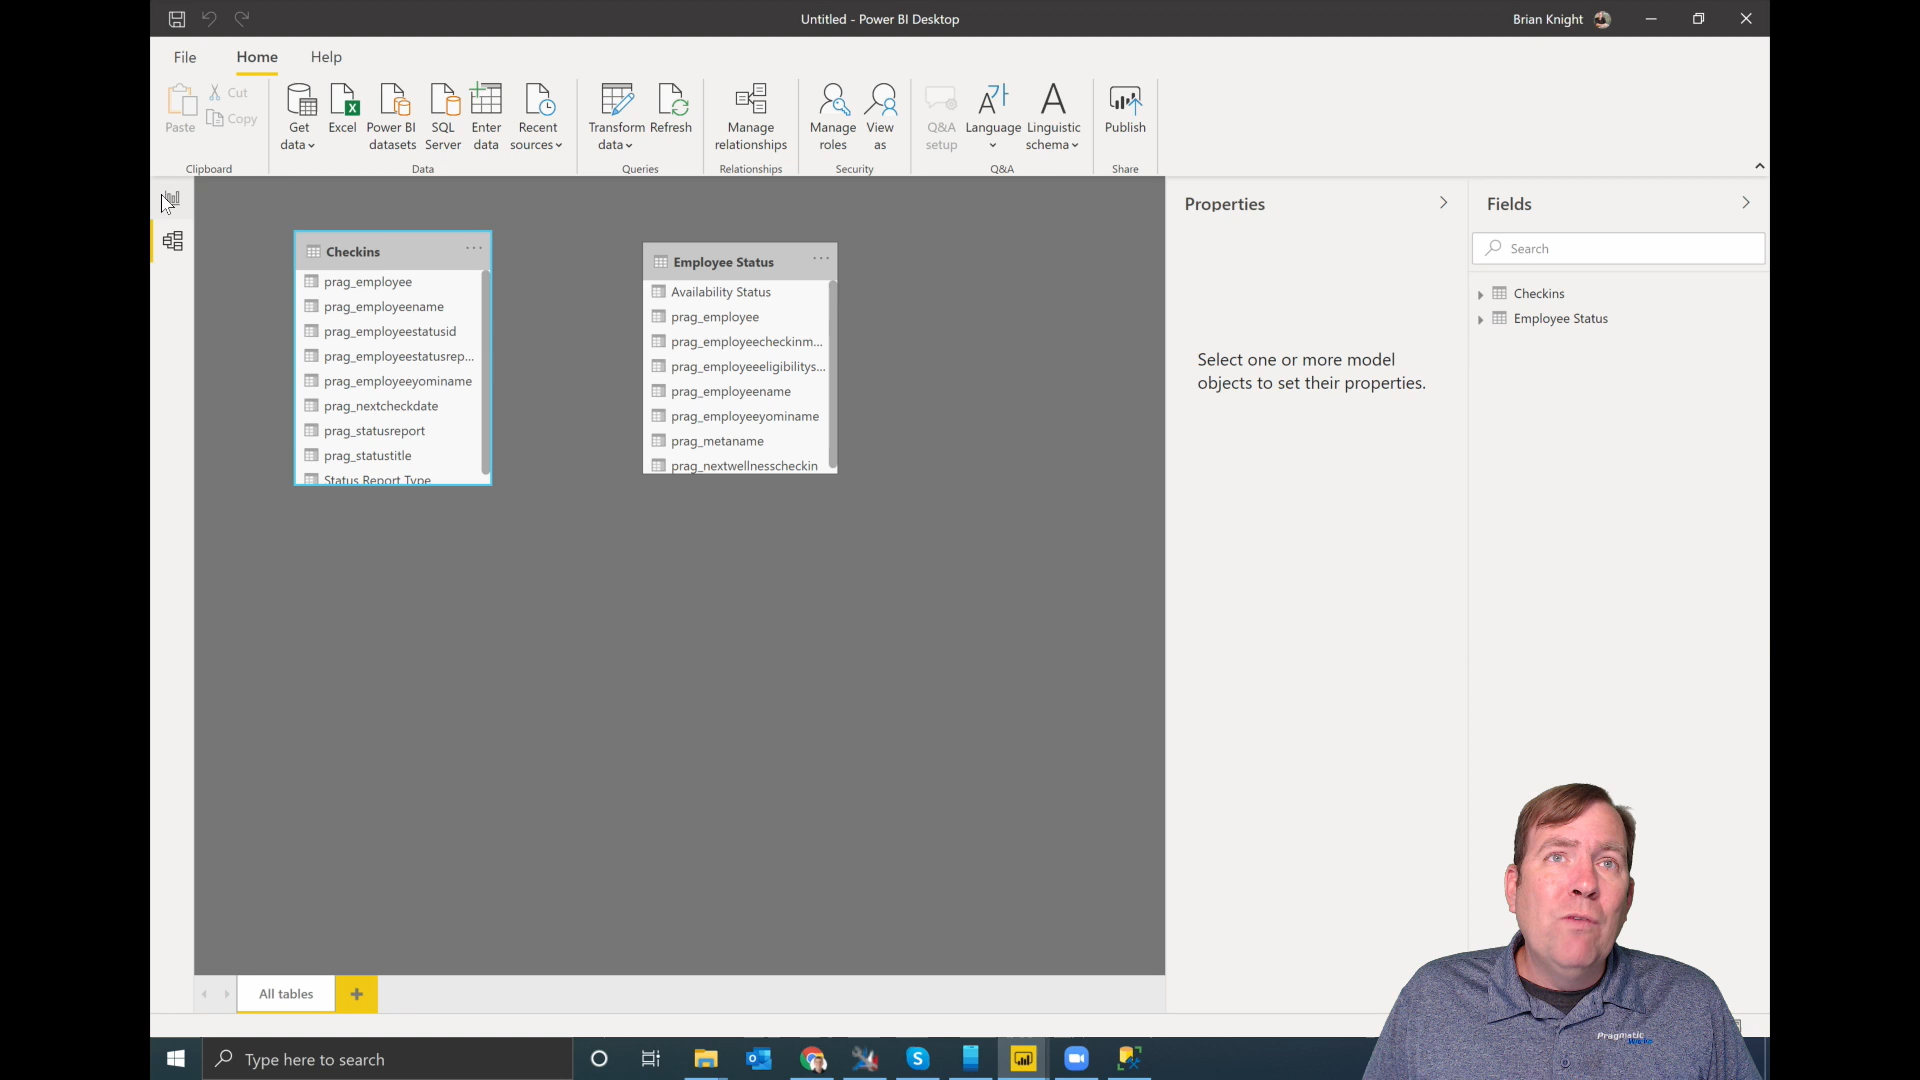 Untitled - Power BI Desktop
Brian Knight
File
Home
Help
Paste
Cut
Copy
Clipboard
Get data
Excel
Power BI datasets
SQL Server
Enter data
Recent sources
Data
Transform data
Refresh
Queries
Manage relationships
Relationships
Manage roles
View as
Security
Q&A setup
Language
Linguistic schema
Q&A
Publish
Share
Checkins
prag_employee
prag_employeename
prag_employeestatusid
prag_employeestatusrep...
prag_employeeyominame
prag_nextcheckdate
prag_statusreport
prag_statustitle
Status Report Type
Employee Status
Availability Status
prag_employee
prag_employeecheckinm...
prag_employeeeligibilitys...
prag_employeename
prag_employeeyominame
prag_metaname
prag_nextwellnesscheckin
Properties
Select one or more model
objects to set their properties.
Fields
Search
Checkins
Employee Status
All tables
Type here to search
Pragmatic
Works